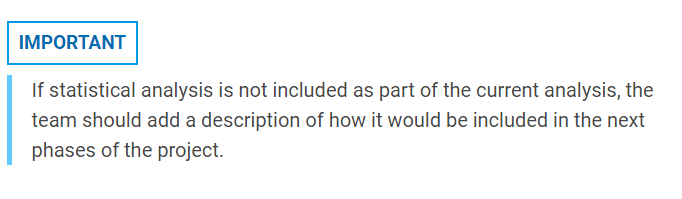 IMPORTANT
If statistical analysis is not included as part of the current analysis, the
team should add a description of how it would be included in the next
phases of the project.